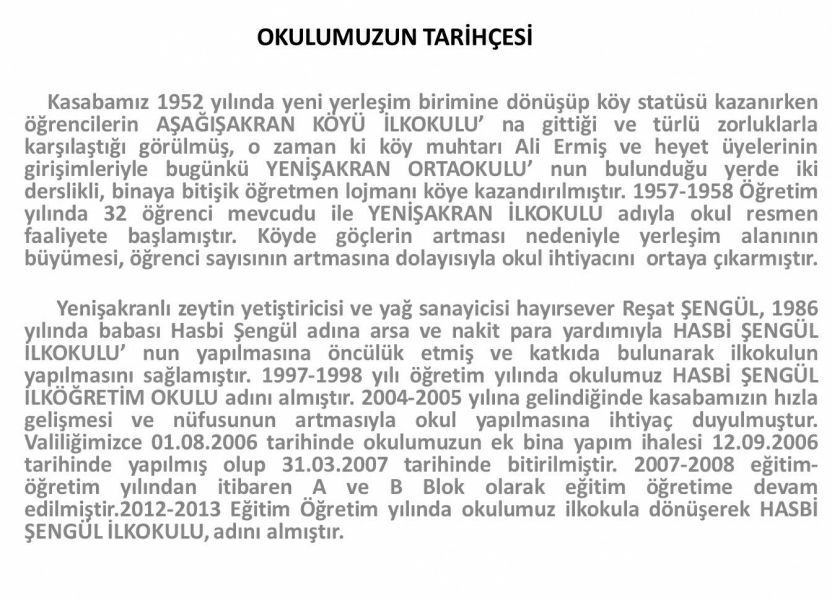 OKULUMUZUN TARİHÇESİ
Kasabamız 1952 yılında yeni yerleşim birimine dönüşüp köy statüsü kazanırken
öğrencilerin AŞAĞIŞAKRAN KÖYÜ İLKOKULU’ na gittiği ve türlü zorluklarla
karşılaştığı görülmüş, o zaman ki köy muhtarı Ali Ermiş ve heyet üyelerinin
girişimleriyle bugünkü YENİŞAKRAN ORTAOKULU’ nun bulunduğu yerde iki
derslikli, binaya bitişik öğretmen lojmanı köye kazandırılmıştır. 1957-1958 Öğretim
yılında 32 öğrenci mevcudu ile YENİŞAKRAN İLKOKULU adıyla okul resmen
faaliyete başlamıştır. Köyde göçlerin artması nedeniyle yerleşim alanının
büyümesi, öğrenci sayısının artmasına dolayısıyla okul ihtiyacını ortaya çıkarmıştır.
Yenişakranlı zeytin yetiştiricisi ve yağ sanayicisi hayırsever Reşat ŞENGÜL, 1986
yılında babası Hasbi Şengül adına arsa ve nakit para yardımıyla HASBİ ŞENGÜL
İLKOKULU’ nun yapılmasına öncülük etmiş ve katkıda bulunarak ilkokulun
yapılmasını sağlamıştır. 1997-1998 yılı öğretim yılında okulumuz HASBİ ŞENGÜL
İLKÖĞRETİM OKULU adını almıştır. 2004-2005 yılına gelindiğinde kasabamızın hızla
gelişmesi ve nüfusunun artmasıyla okul yapılmasına ihtiyaç duyulmuştur.
Valiliğimizce 01.08.2006 tarihinde okulumuzun ek bina yapım ihalesi 12.09.2006
tarihinde yapılmış olup 31.03.2007 tarihinde bitirilmiştir. 2007-2008 eğitim-
öğretim yılından itibaren A ve B Blok olarak eğitim öğretime devam
edilmiştir.2012-2013 Eğitim Öğretim yılında okulumuz ilkokula dönüşerek HASBİ
ŞENGÜL İLKOKULU, adını almıştır.